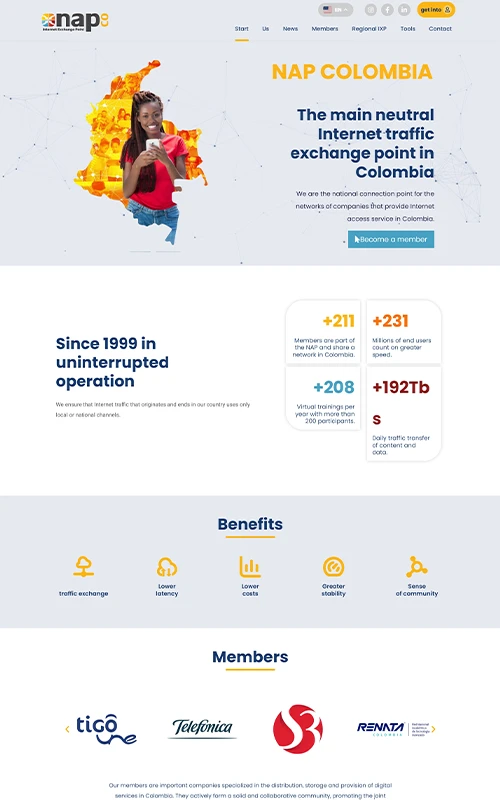 nap co
Internet Exchange Point
EN
get into
Start Us News Members Regional IXP Tools Contact
NAP COLOMBIA
The main neutral
Internet traffic
exchange point in
Colombia
We are the national connection point for the
networks of companies that provide Internet
access service in Colombia.
Become a member
Since 1999 in
uninterrupted
operation
We ensure that Internet traffic that originates and ends in our country uses only
local or national channels.
+211
Members are part of
the NAP and share a
network in Colombia.
+231
Millions of end users
count on greater
speed.
+208
Virtual trainings per
year with more than
200 participants.
+192Tb
s
Daily traffic transfer
of content and
data.
Benefits
traffic exchange
Lower
latency
Lower
costs
Greater
stability
Sense
of community
Members
tigo
une
Telefónica
RENATA
COLOMBIA
Our members are important companies specialized in the distribution, storage and provision of digital
services in Colombia. They actively form a solid and collaborative community, promoting the joint